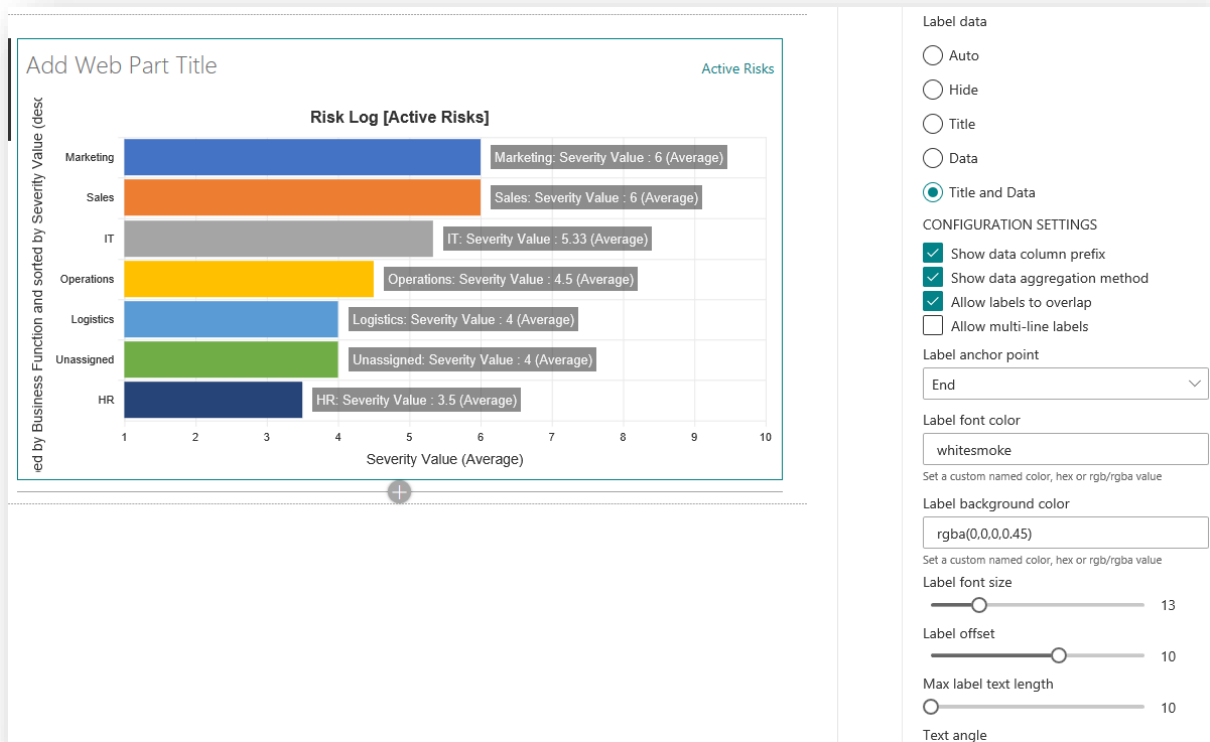 Add Web Part Title
Active Risks
Risk Log [Active Risks]
ed by Business Function and sorted by Severity Value (desc
Marketing
Marketing: Severity Value : 6 (Average)
Sales
Sales: Severity Value : 6 (Average)
IT
IT: Severity Value : 5.33 (Average)
Operations
Operations: Severity Value : 4.5 (Average)
Logistics
Logistics: Severity Value : 4 (Average)
Unassigned
Unassigned: Severity Value : 4 (Average)
HR
HR: Severity Value : 3.5 (Average)
1 2 3 4 5 6 7 8 9 10
Severity Value (Average)
Label data
Auto
Hide
Title
Data
Title and Data
CONFIGURATION SETTINGS
Show data column prefix
Show data aggregation method
Allow labels to overlap
Allow multi-line labels
Label anchor point
End
Label font color
whitesmoke
Set a custom named color, hex or rgb/rgba value
Label background color
rgba(0,0,0,0.45)
Set a custom named color, hex or rgb/rgba value
Label font size
13
Label offset
10
Max label text length
10
Text angle